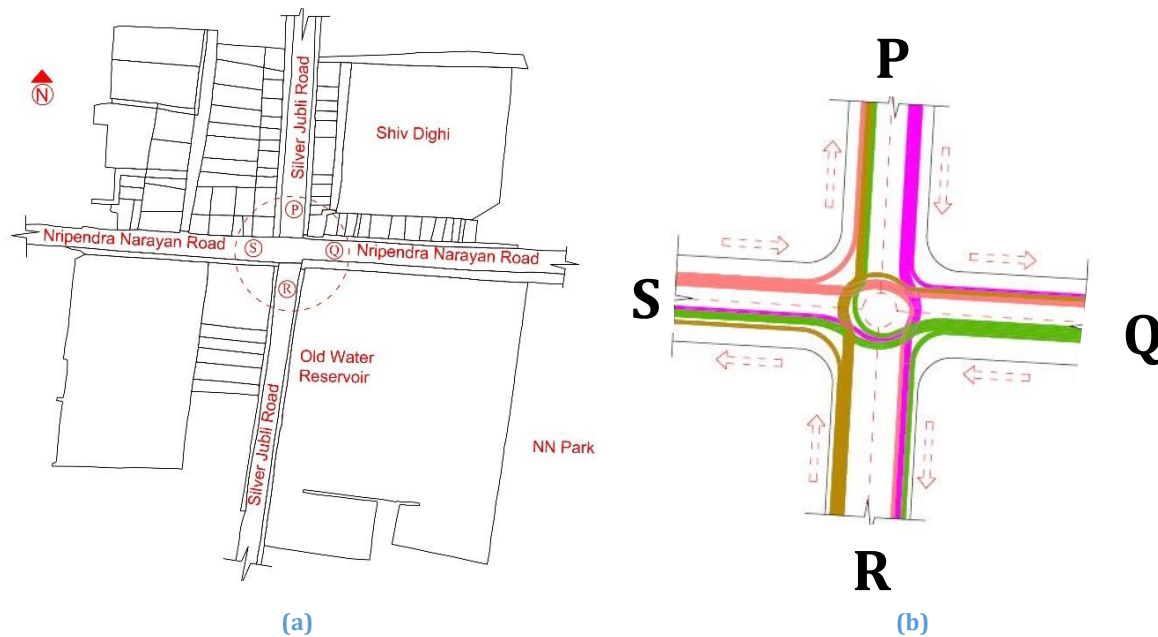 N
Silver Jubli Road
Shiv Dighi
P
Nripendra Narayan Road
S
Q
Nripendra Narayan Road
R
Old Water
Reservoir
Silver Jubli Road
NN Park
(a)
P
S
Q
R
(b)